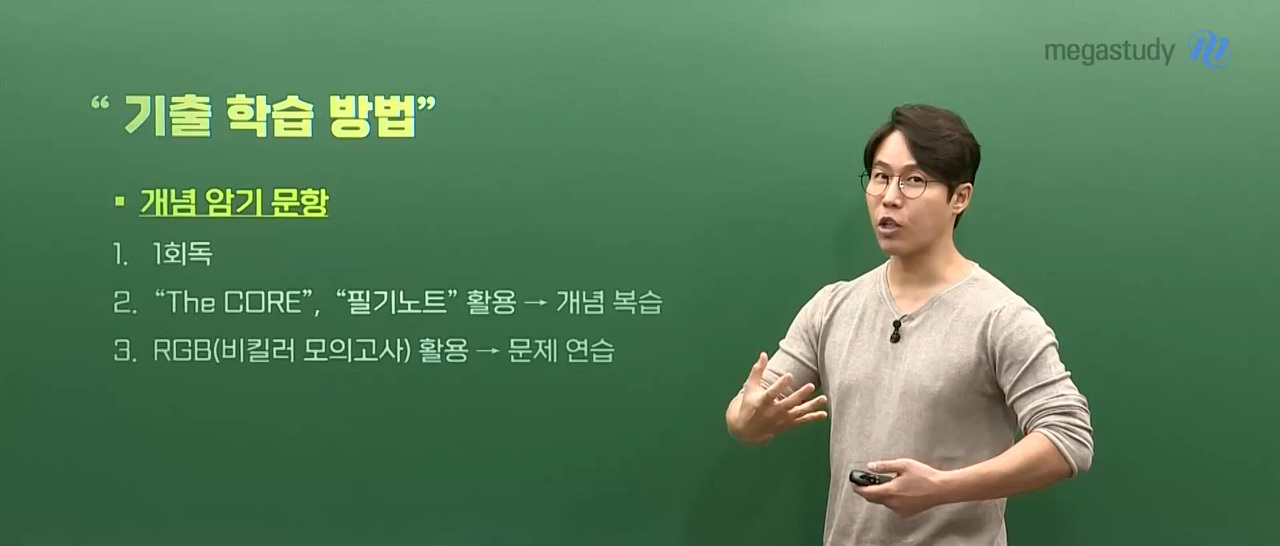 megastudy
“ 기출 학습 방법”
▪ 개념 암기 문항
1. 1회독
2. “The CORE”, “필기노트” 활용 → 개념 복습
3. RGB(비킬러 모의고사) 활용 → 문제 연습